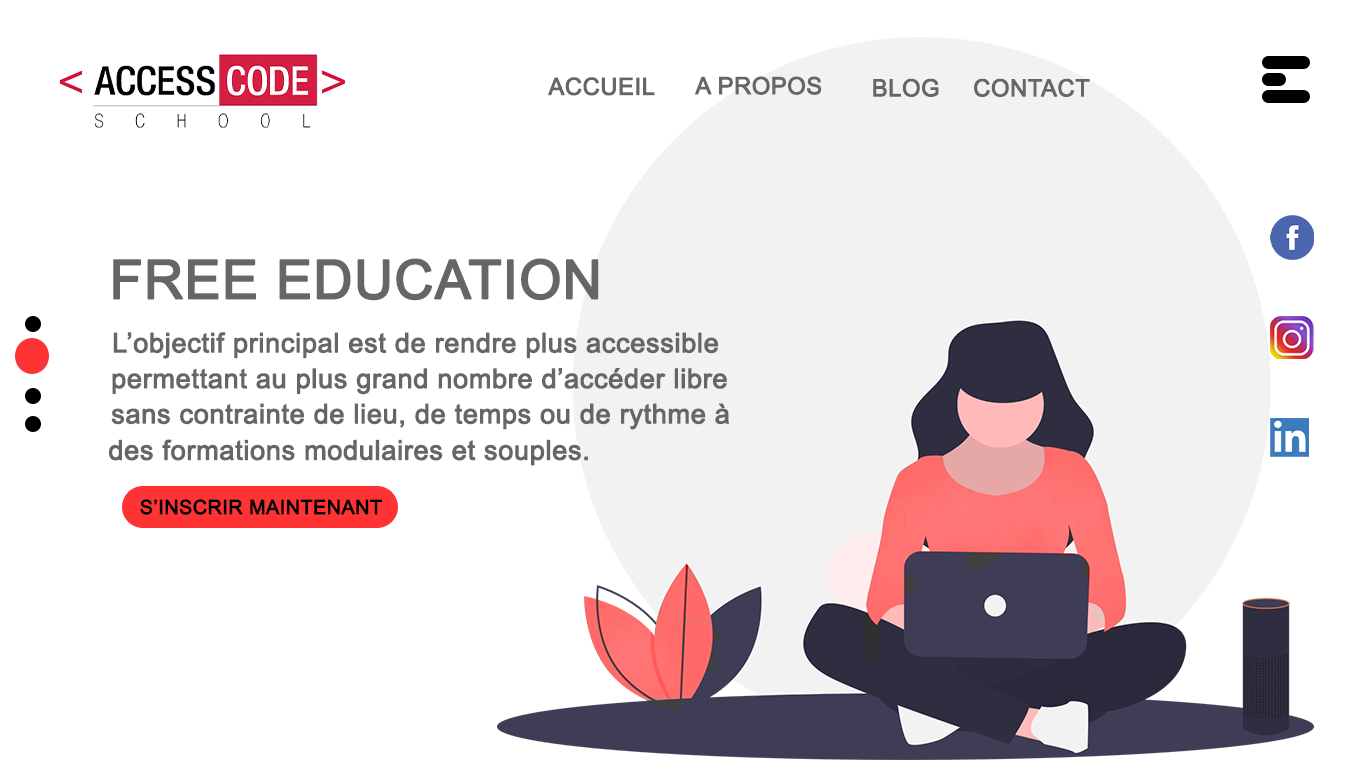 < ACCESS CODE >
SCHOOL
ACCUEIL A PROPOS BLOG CONTACT
FREE EDUCATION
L’objectif principal est de rendre plus accessible
permettant au plus grand nombre d’accéder libre
sans contrainte de lieu, de temps ou de rythme à
des formations modulaires et souples.
S’INSCRIR MAINTENANT
f
in